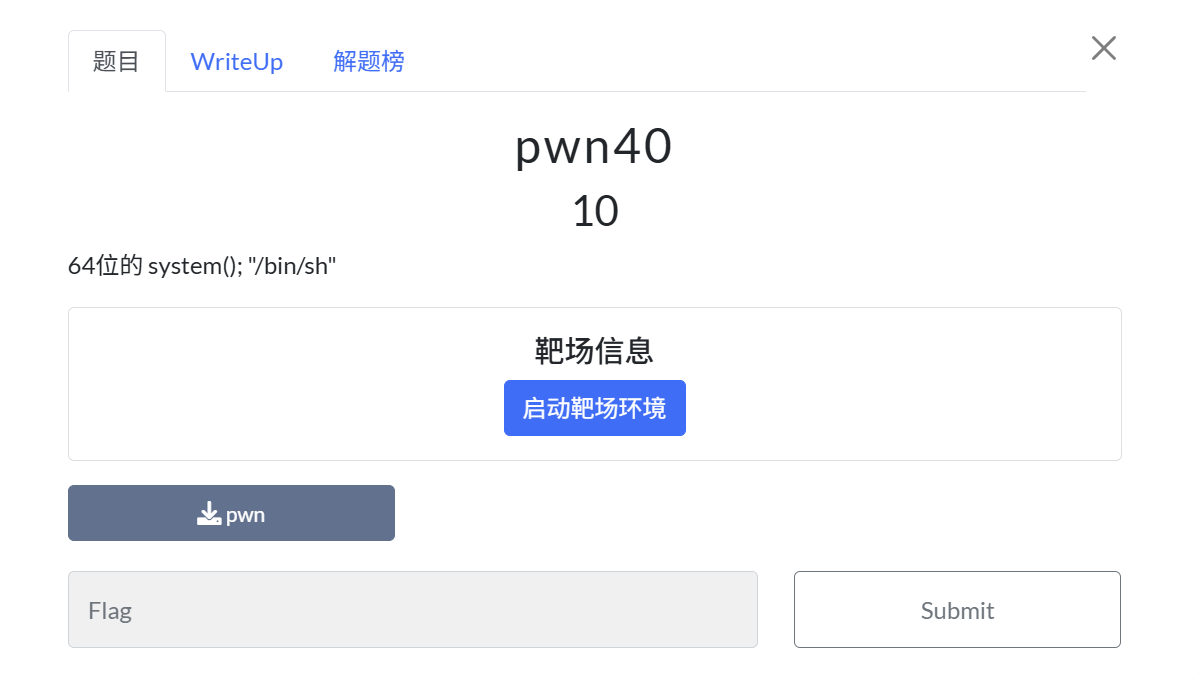 题目 WriteUp 解题榜
pwn40
10
64位的 system(); "/bin/sh"
靶场信息
启动靶场环境
pwn
Flag Submit